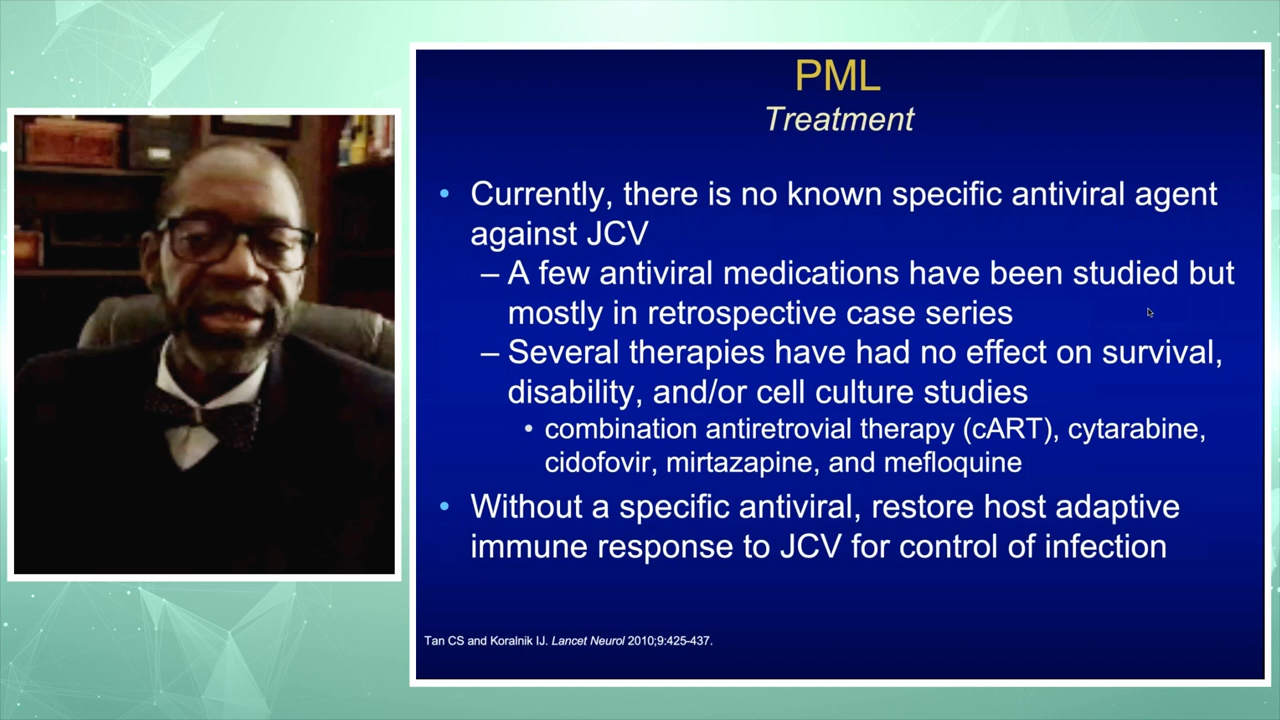 PML
Treatment
• Currently, there is no known specific antiviral agent
against JCV
– A few antiviral medications have been studied but
mostly in retrospective case series
– Several therapies have had no effect on survival,
disability, and/or cell culture studies
• combination antiretrovial therapy (cART), cytarabine,
cidofovir, mirtazapine, and mefloquine
• Without a specific antiviral, restore host adaptive
immune response to JCV for control of infection
Tan CS and Koralnik IJ. Lancet Neurol 2010;9:425-437.